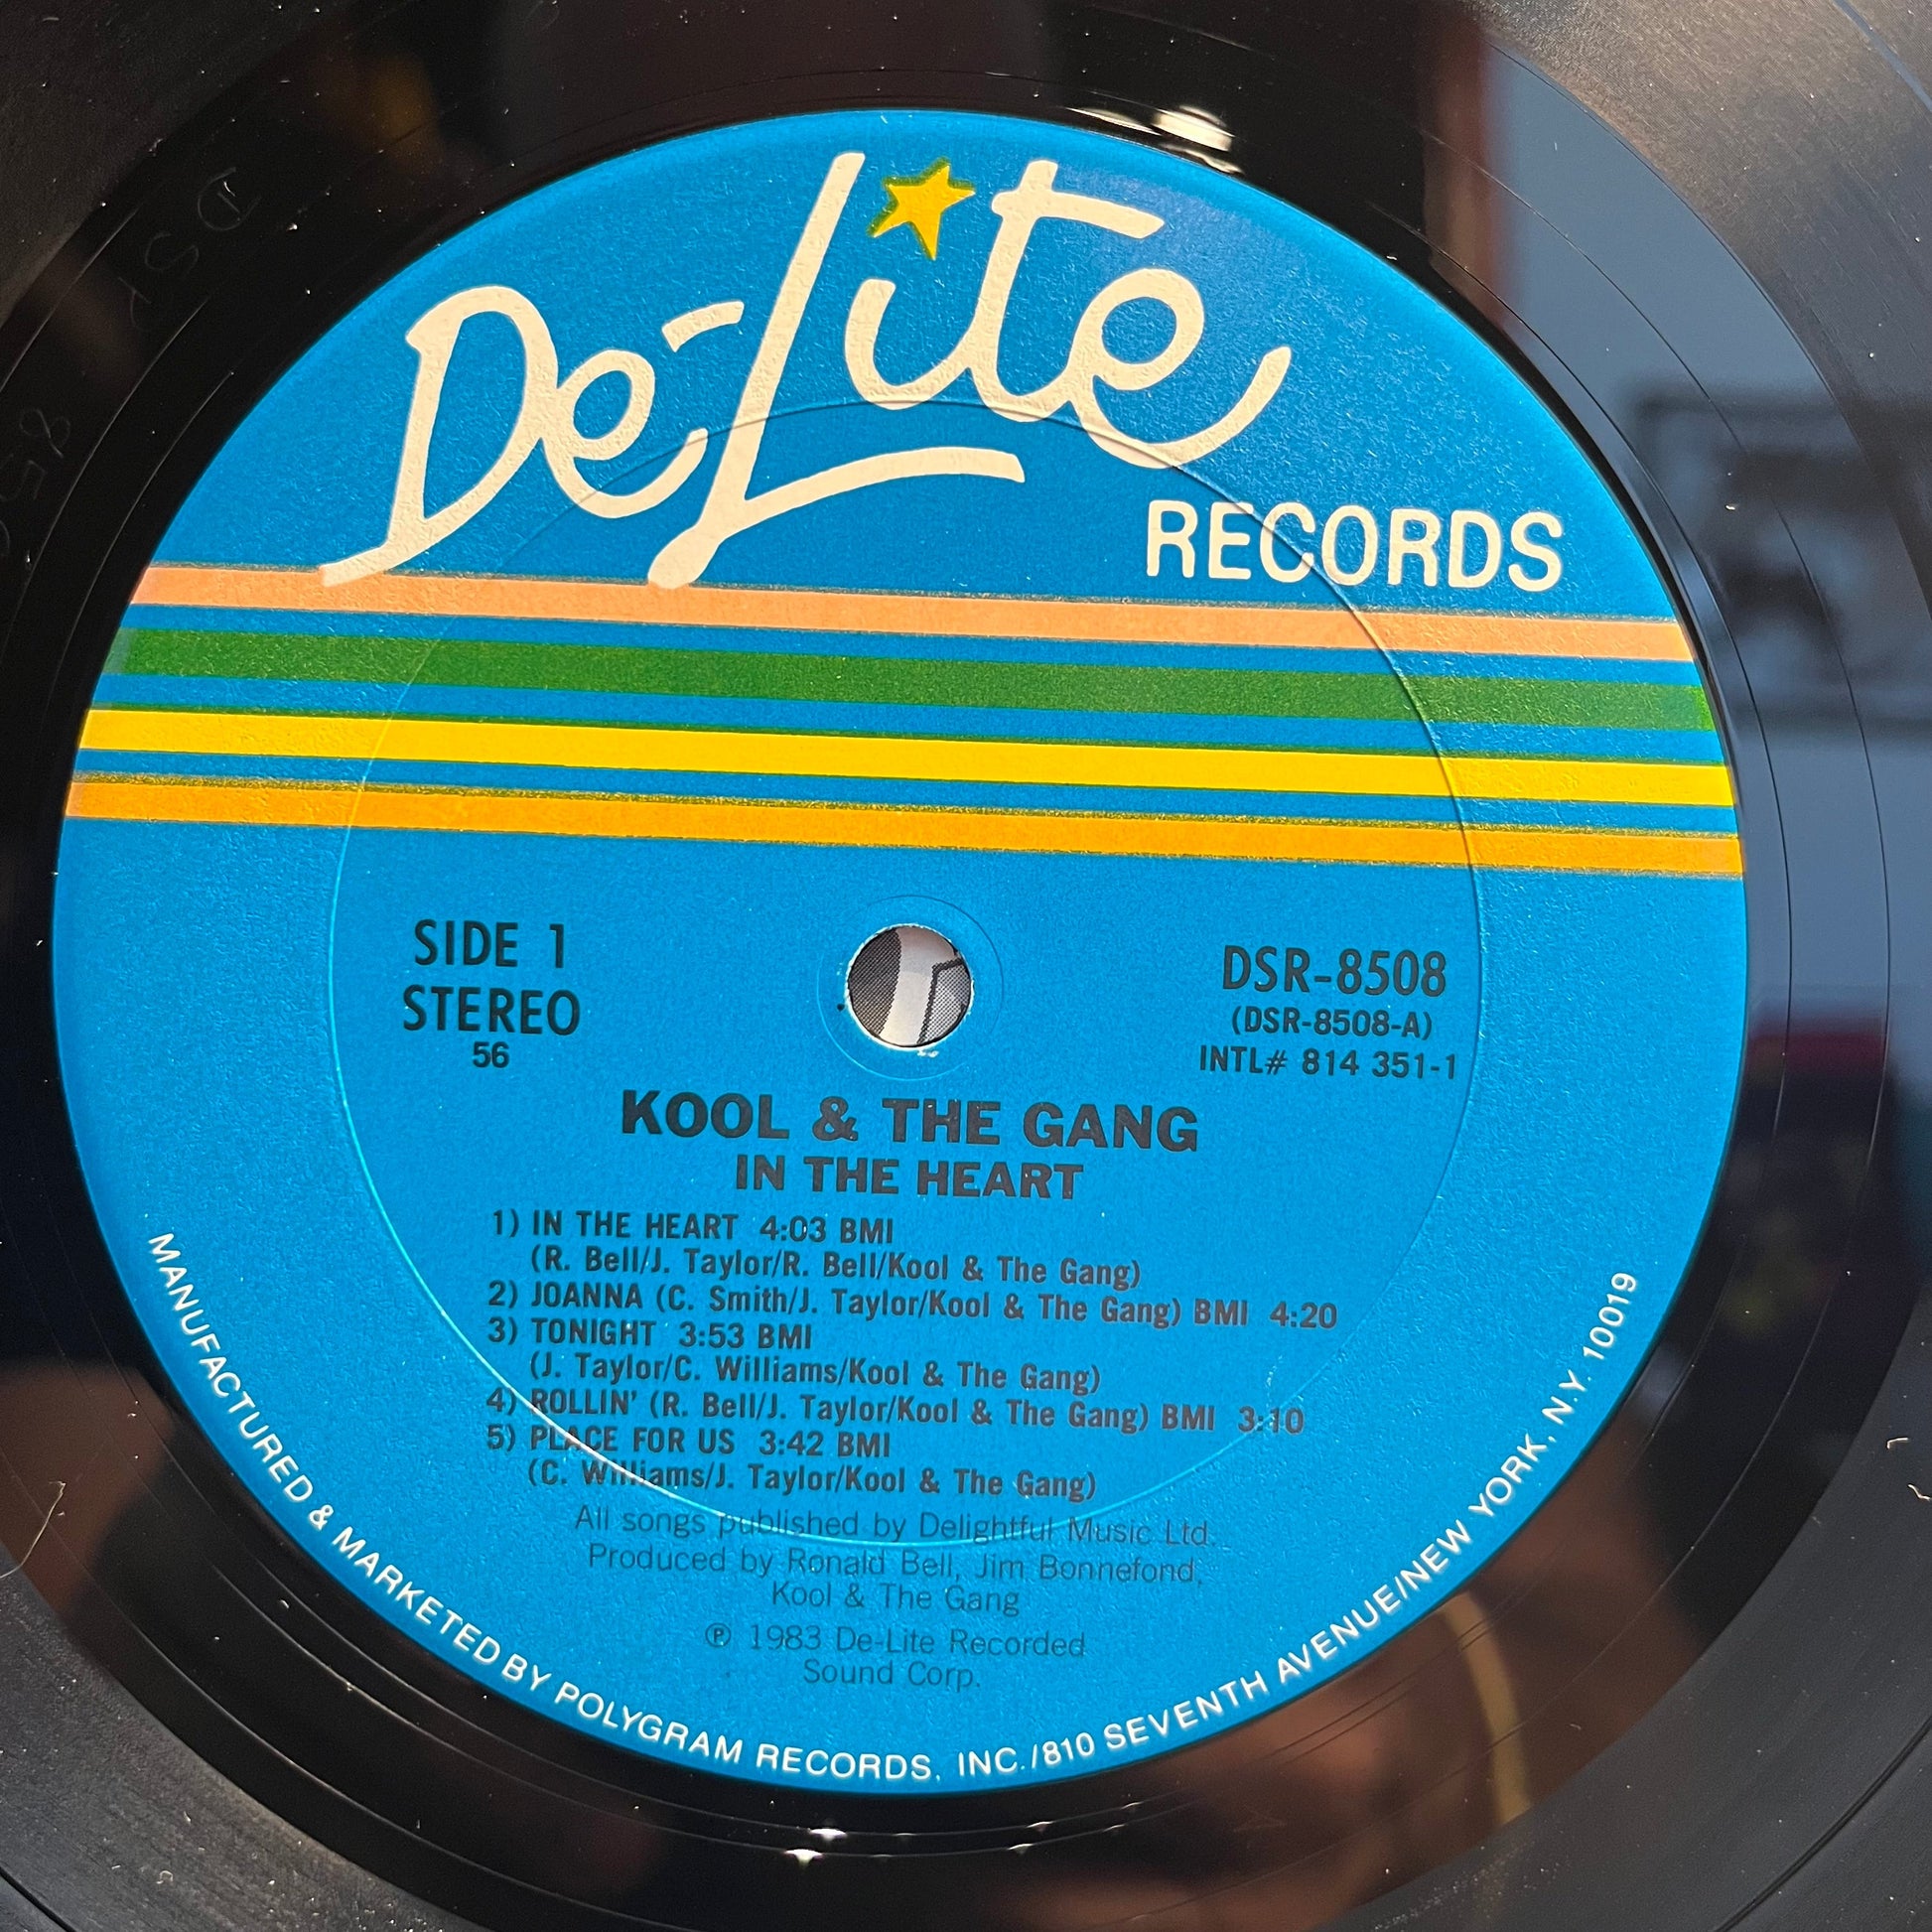 De-Lite
RECORDS
SIDE 1
STEREO
56
DSR-8508
(DSR-8508-A)
INTL# 814 351-1
KOOL & THE GANG
IN THE HEART
1) IN THE HEART 4:03 BMI
(R. Bell/J. Taylor/R. Bell/Kool & The Gang)
2) JOANNA (C. Smith/J. Taylor/Kool & The Gang) BMI 4:20
3) TONIGHT 3:53 BMI
(J. Taylor/C. Williams/Kool & The Gang)
4) ROLLIN' (R. Bell/J. Taylor/Kool & The Gang) BMI 3:10
5) PLACE FOR US 3:42 BMI
(C. Williams/J. Taylor/Kool & The Gang)
All songs published by Delightful Music Ltd.
Produced by Ronald Bell, Jim Bonnefond,
Kool & The Gang
℗ 1983 De-Lite Recorded
Sound Corp.
MANUFACTURED & MARKETED BY POLYGRAM RECORDS, INC./810 SEVENTH AVENUE/NEW YORK, N.Y. 10019